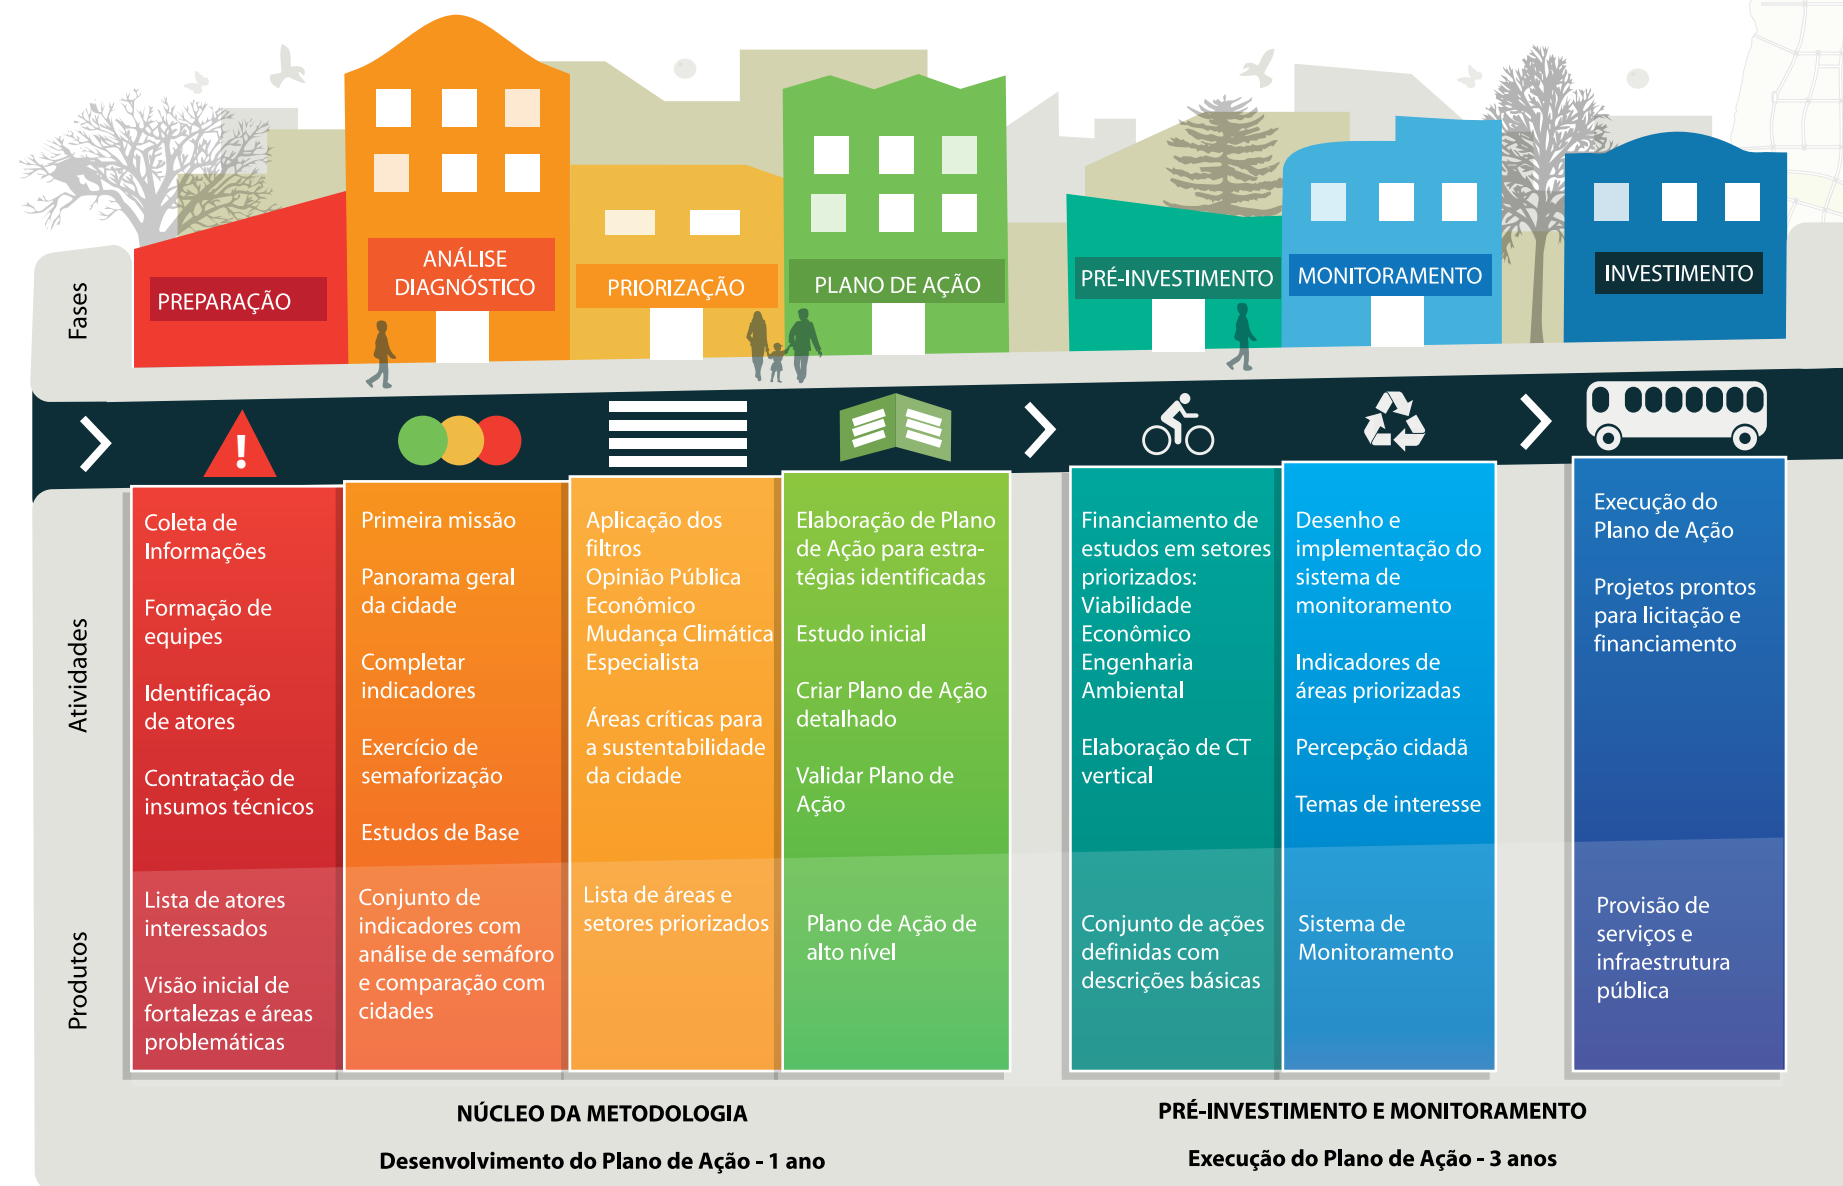 Fases
PREPARAÇÃO
ANÁLISE
DIAGNÓSTICO
PRIORIZAÇÃO
PLANO DE AÇÃO
PRÉ-INVESTIMENTO
MONITORAMENTO
INVESTIMENTO
!
Atividades
Coleta de
Informações
Formação de
equipes
Identificação
de atores
Contratação de
insumos técnicos
Primeira missão
Panorama geral
da cidade
Completar
indicadores
Exercício de
semaforização
Estudos de Base
Aplicação dos
filtros
Opinião Pública
Econômico
Mudança Climática
Especialista
Áreas críticas para
a sustentabilidade
da cidade
Elaboração de Plano
de Ação para estra-
tégias identificadas
Estudo inicial
Criar Plano de Ação
detalhado
Validar Plano de
Ação
Financiamento de
estudos em setores
priorizados:
Viabilidade
Econômico
Engenharia
Ambiental
Elaboração de CT
vertical
Desenho e
implementação do
sistema de
monitoramento
Indicadores de
áreas priorizadas
Percepção cidadã
Temas de interesse
Execução do
Plano de Ação
Projetos prontos
para licitação e
financiamento
Produtos
Lista de atores
interessados
Visão inicial de
fortalezas e áreas
problemáticas
Conjunto de
indicadores com
análise de semáforo
e comparação com
cidades
Lista de áreas e
setores priorizados
Plano de Ação de
alto nível
Conjunto de ações
definidas com
descrições básicas
Sistema de
Monitoramento
Provisão de
serviços e
infraestrutura
pública
NÚCLEO DA METODOLOGIA
Desenvolvimento do Plano de Ação - 1 ano
PRÉ-INVESTIMENTO E MONITORAMENTO
Execução do Plano de Ação - 3 anos